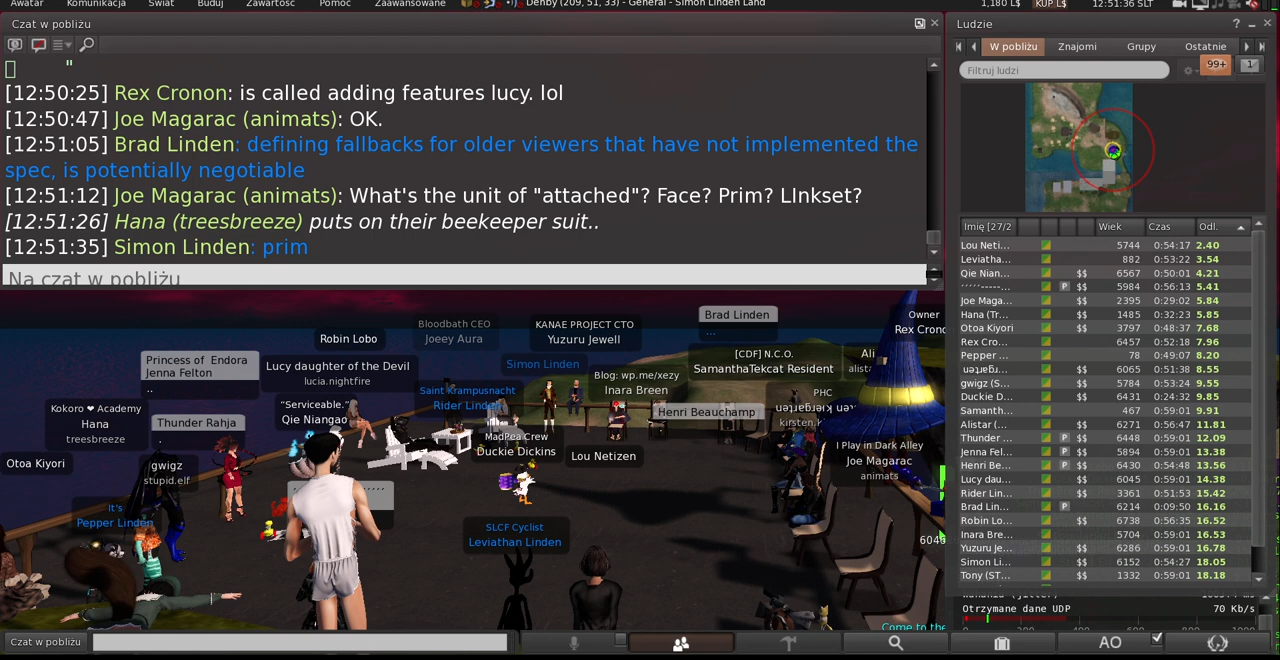 Awatar Komunikacja Świat Buduj Zawartość Pomoc Zaawansowane Denby (209, 51, 33) - General - Simon Linden Land 1,180 L$ KUP L$ 12:51:36 SLT
Czat w pobliżu
"
[12:50:25] Rex Cronon: is called adding features lucy. lol
[12:50:47] Joe Magarac (animats): OK.
[12:51:05] Brad Linden: defining fallbacks for older viewers that have not implemented the
spec, is potentially negotiable
[12:51:12] Joe Magarac (animats): What's the unit of "attached"? Face? Prim? LInkset?
[12:51:26] Hana (treesbreeze) puts on their beekeeper suit..
[12:51:35] Simon Linden: prim
Na czat w pobliżu
Ludzie
W pobliżu Znajomi Grupy Ostatnie
Filtruj ludzi 99+ 1
Imię [27/2 Wiek Czas Odl.
Lou Neti... 5744 0:54:17 2.40
Leviatha... 882 0:53:22 3.54
Qie Nian... $$ 6567 0:50:01 4.21
P $$ 5984 0:56:13 5.41
Joe Maga... $$ 2395 0:29:02 5.84
Hana (Tr... $$ 1485 0:32:23 5.85
Otoa Kiyori $$ 3797 0:48:37 7.68
Rex Cro... $$ 6457 0:52:18 7.96
Pepper ... 78 0:49:07 8.20
$$ 6065 0:51:38 8.55
gwigz (S... $$ 5784 0:53:24 9.55
Duckie D... $$ 6431 0:24:32 9.85
Samanth... 467 0:59:01 9.91
Alistar (... $$ 6271 0:56:47 11.81
Thunder ... P $$ 6448 0:59:01 12.09
Jenna Fel... P $$ 5894 0:59:01 13.38
Henri Be... P $$ 6430 0:54:48 13.56
Lucy dau... $$ 6045 0:59:01 14.38
Rider Lin... $$ 3361 0:51:53 15.42
Brad Lin... P 6214 0:09:50 16.16
Robin Lo... $$ 6738 0:56:35 16.52
Inara Bre... 5704 0:59:01 16.53
Yuzuru Je... $$ 6286 0:59:01 16.78
Simon Li... $$ 6152 0:54:27 18.05
Tony (ST... $$ 1332 0:59:01 18.18
Otrzymane dane UDP 70 Kb/s
Brad Linden
...
Owner
Rex Crono
Bloodbath CEO
Joeey Aura
KANAE PROJECT CTO
Yuzuru Jewell
Robin Lobo
Princess of Endora
Jenna Felton
..
Lucy daughter of the Devil
lucia.nightfire
Simon Linden
[CDF] N.C.O.
SamanthaTekcat Resident
Ali
alista
Blog: wp.me/xezy
Inara Breen
Saint Krampusnacht
Rider Linden
PHC
kirsten.
Kokoro ❤ Academy
Hana
treesbreeze
Thunder Rahja
.
"Serviceable."
Qie Niangao
Henri Beauchamp
MadPea Crew
Duckie Dickins
Lou Netizen
I Play in Dark Alley
Joe Magarac
animats
Otoa Kiyori
gwigz
stupid.elf
It's
Pepper Linden
SLCF Cyclist
Leviathan Linden
6046
Come to the
Czat w pobliżu AO